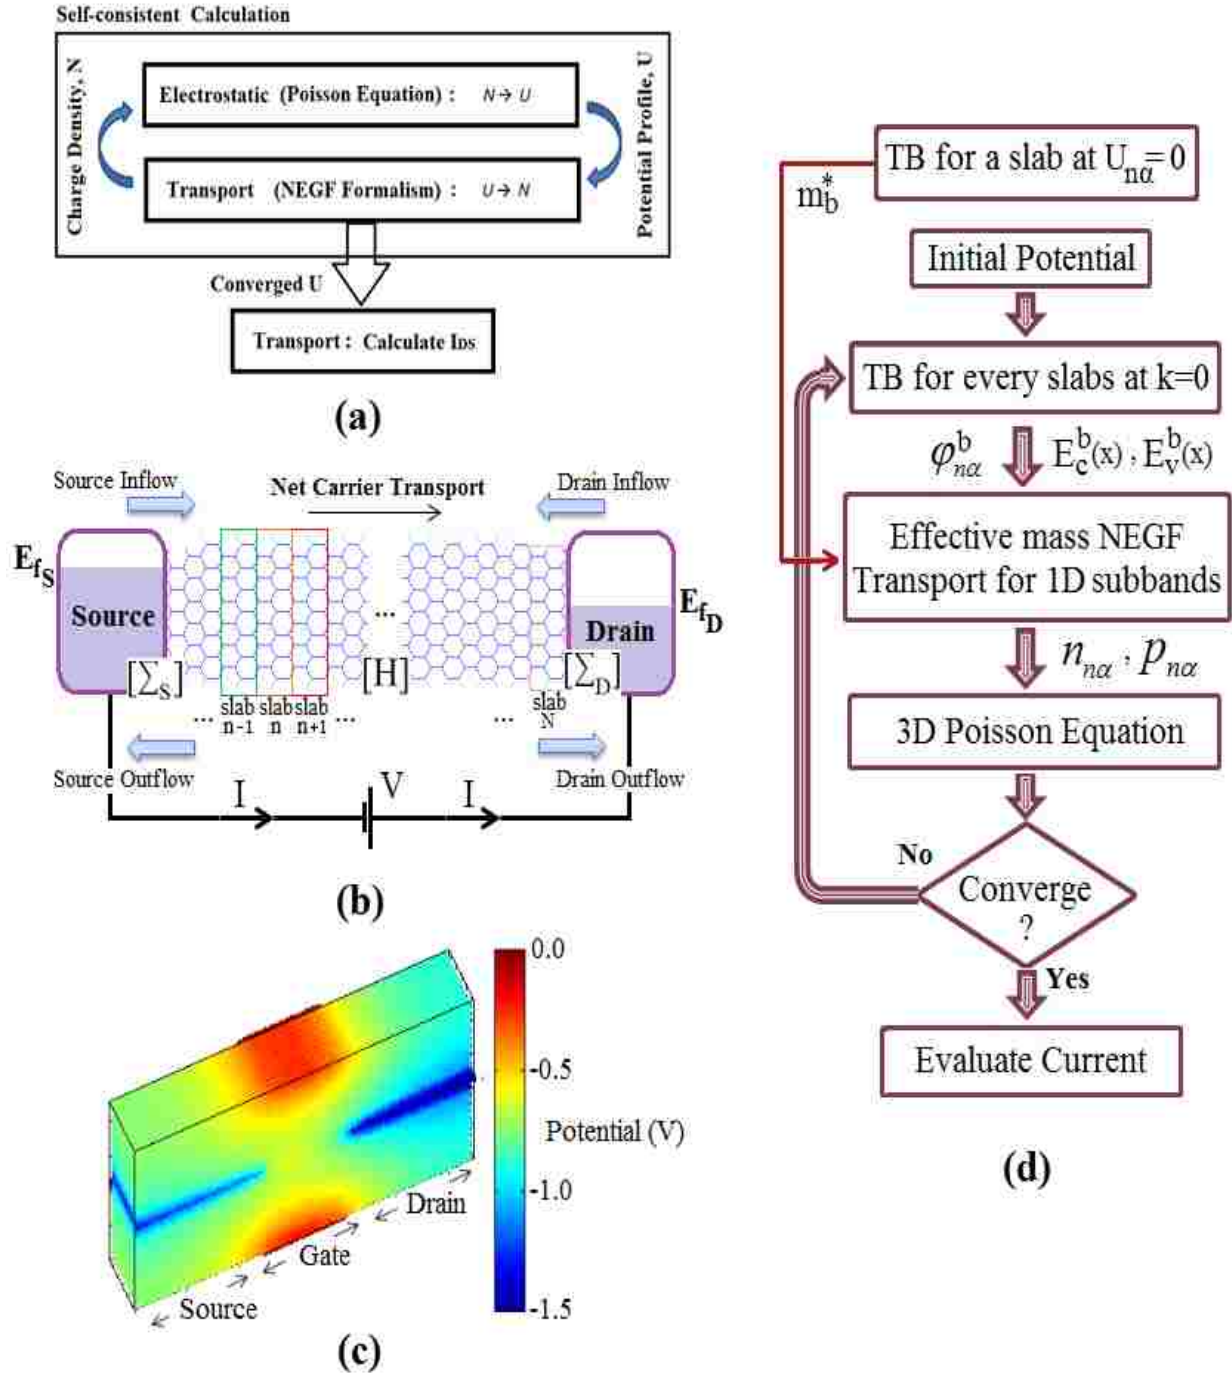 Self-consistent Calculation
Charge Density, N
Electrostatic (Poisson Equation) : N → U
Transport (NEGF Formalism) : U → N
Potential Profile, U
Converged U
Transport : Calculate IDS
(a)
Source Inflow
Net Carrier Transport
Drain Inflow
EfS
Source
...
Drain
EfD
[ΣS]
[H]
[ΣD]
... slab n-1 slab n slab n+1 ...
... slab N
Source Outflow
I
V
I
Drain Outflow
(b)
0.0
-0.5
Potential (V)
-1.0
-1.5
Drain
Gate
Source
(c)
TB for a slab at Unα=0
m*b
Initial Potential
TB for every slabs at k=0
φbnα
Ebc(x) , Ebv(x)
Effective mass NEGF
Transport for 1D subbands
nnα , pnα
3D Poisson Equation
No
Converge
?
Yes
Evaluate Current
(d)